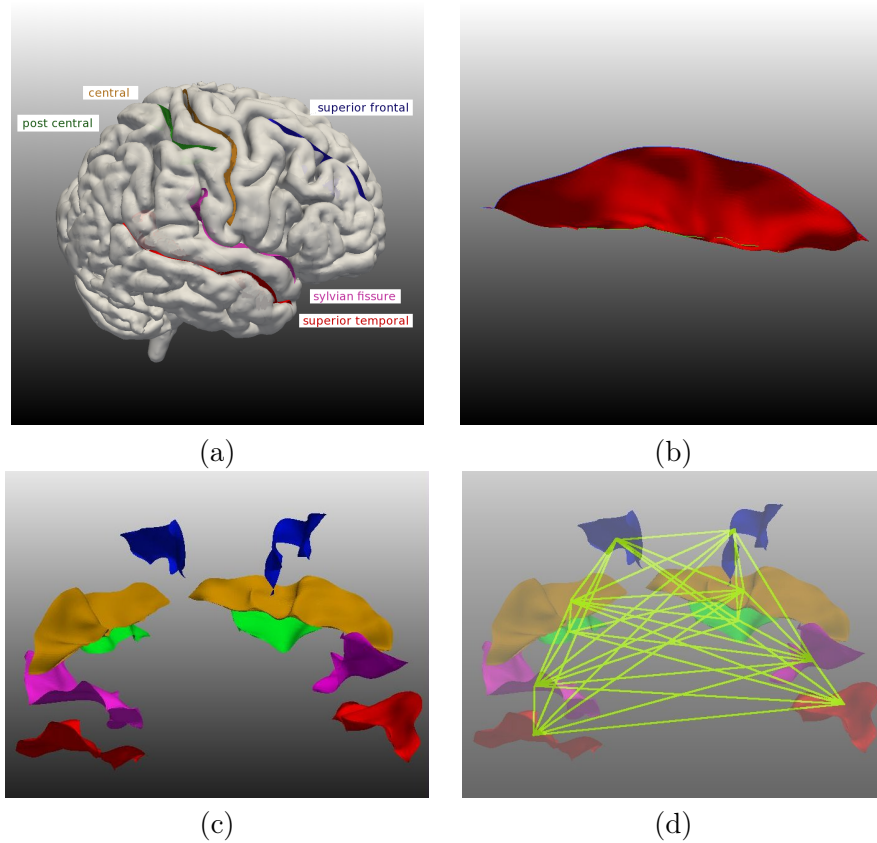 central
superior frontal
post central
sylvian fissure
superior temporal
(a)
(b)
(c)
(d)